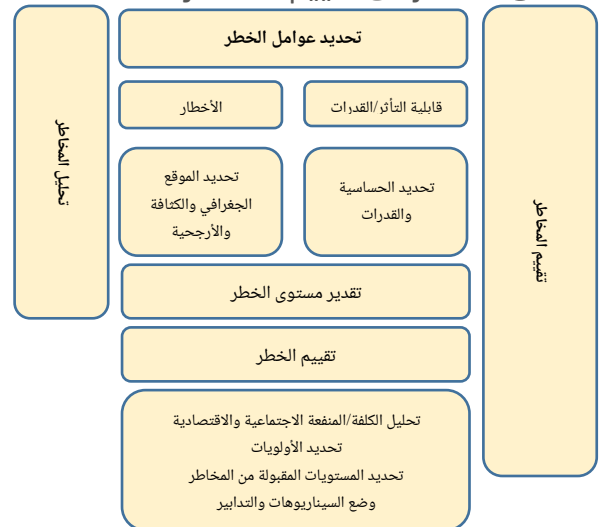 تحديد عوامل الخطر
قابلية التأثر/القدرات
الأخطار
تحديد الحساسية
والقدرات
تحديد الموقع
الجغرافي والكثافة
والأرجحية
تقدير مستوى الخطر
تقييم الخطر
تحليل الكلفة/المنفعة الاجتماعية والاقتصادية
تحديد الأولويات
تحديد المستويات المقبولة من المخاطر
وضع السيناريوهات والتدابير
تقييم المخاطر
تحليل المخاطر